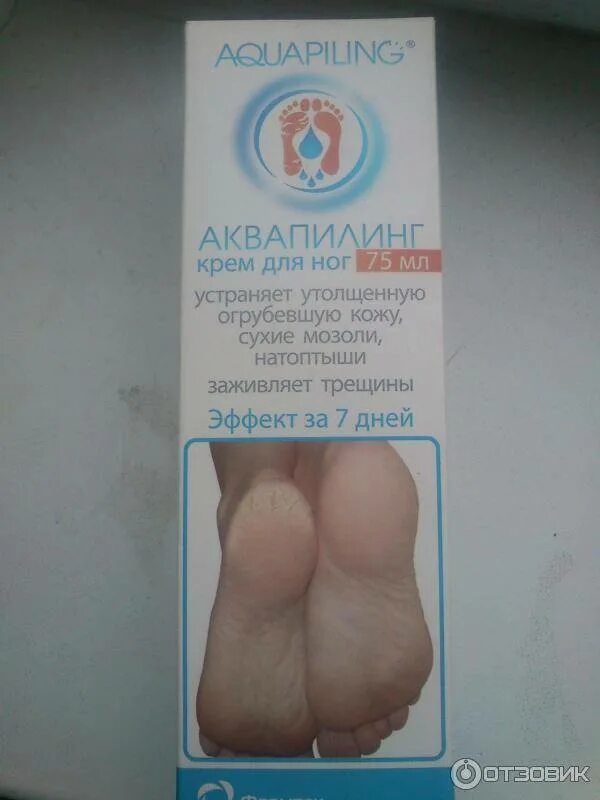 AQUAPILING®
АКВАПИЛИНГ
крем для ног 75 мл
устраняет утолщенную
огрубевшую кожу,
сухие мозоли,
натоптыши
заживляет трещины
Эффект за 7 дней
ОТЗОВИК